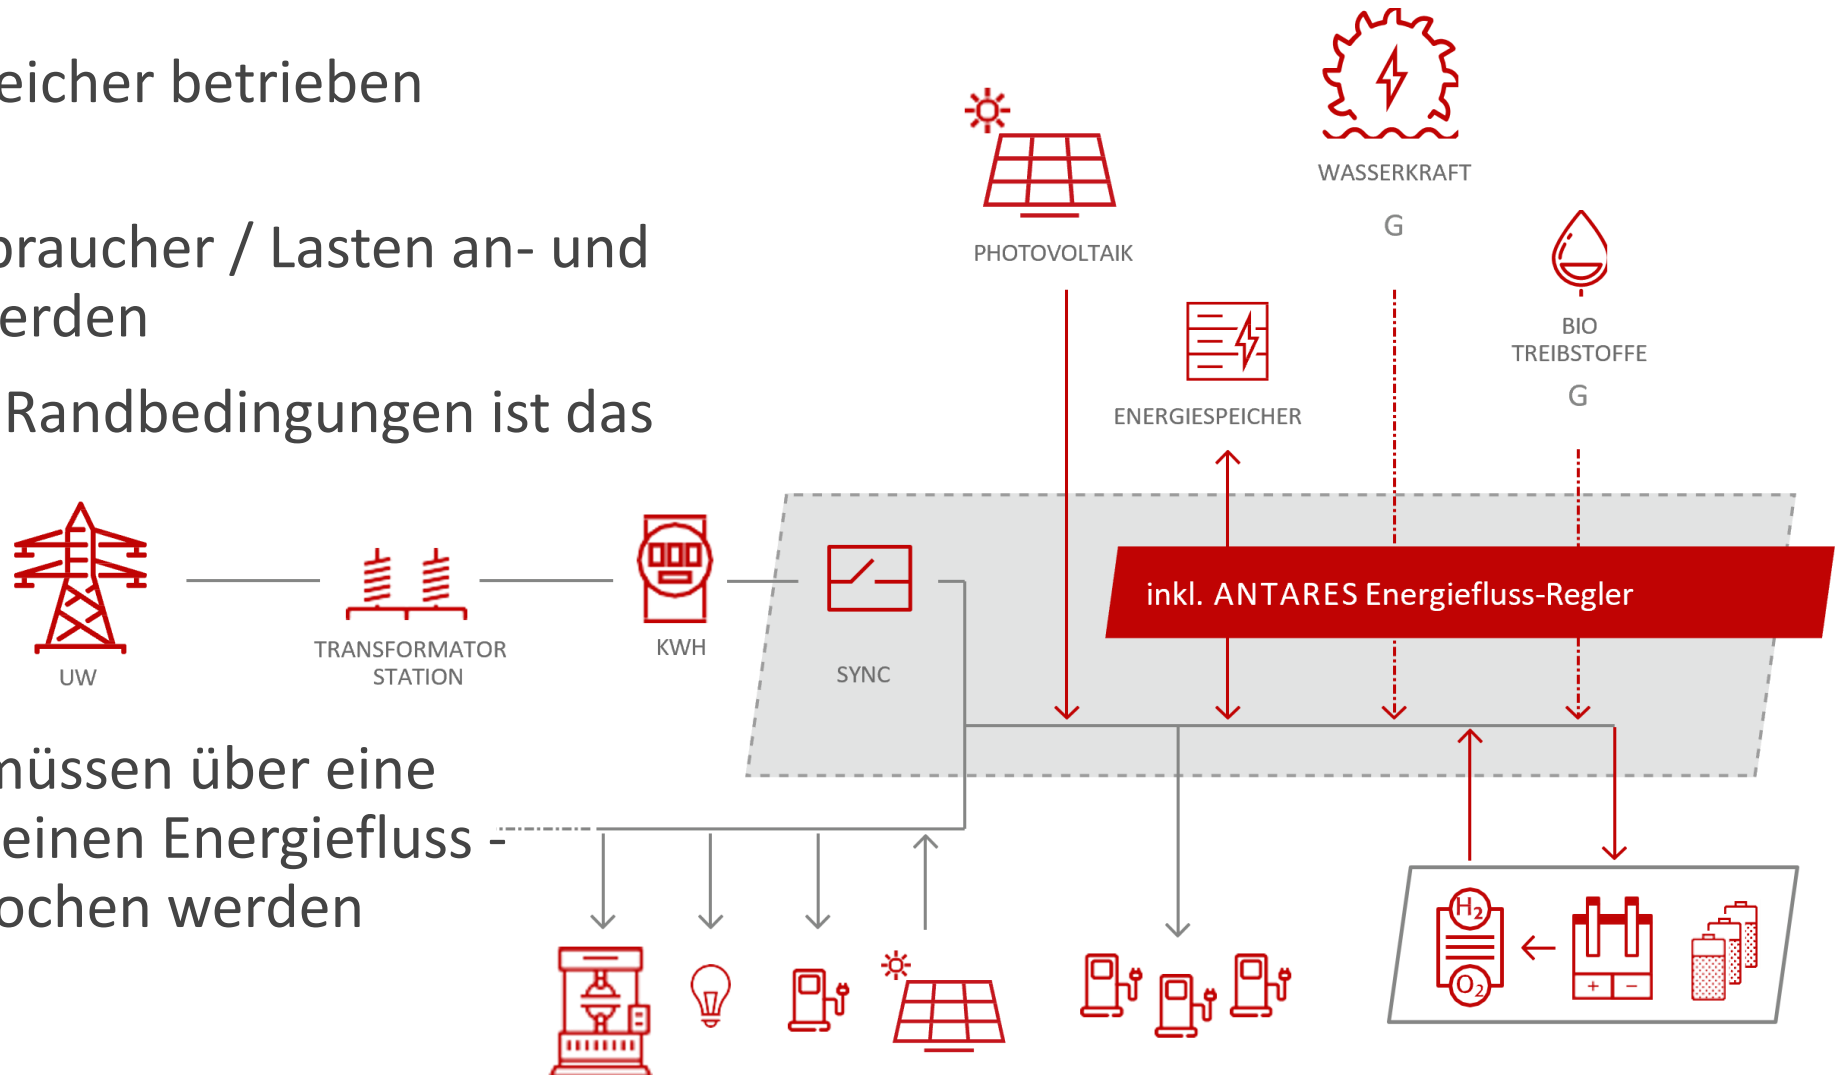 eicher betrieben
braucher / Lasten an- und
erden
Randbedingungen ist das
WASSERKRAFT
G
PHOTOVOLTAIK
BIO
TREIBSTOFFE
G
ENERGIESPEICHER
inkl. ANTARES Energiefluss-Regler
UW
TRANSFORMATOR
STATION
KWH
SYNC
müssen über eine
einen Energiefluss -
ochen werden
H2
O2
+ −